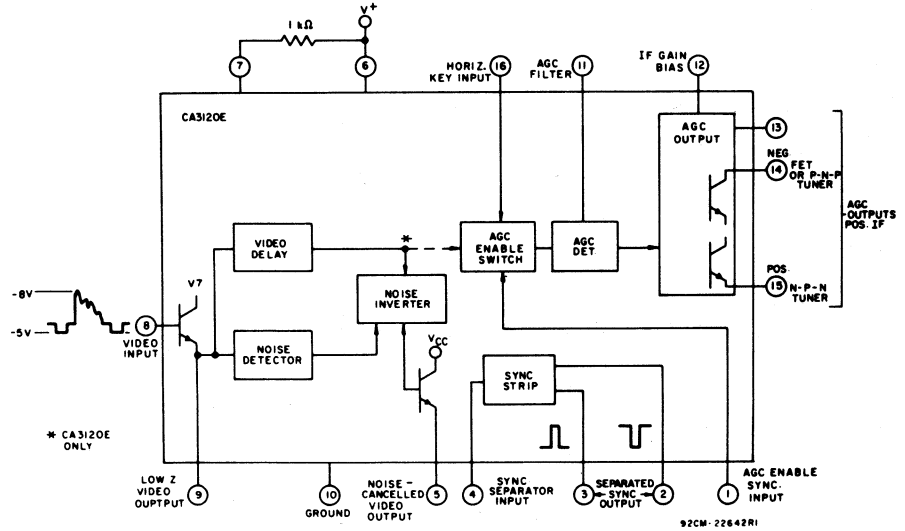 V+
1 kΩ
7
6
HORIZ.
KEY INPUT
16
AGC
FILTER
11
IF GAIN
BIAS
12
CA3120E
AGC
OUTPUT
13
NEG
14
FET
OR P-N-P
TUNER
AGC
OUTPUTS
POS. IF
POS.
15
N-P-N
TUNER
VIDEO
DELAY
*
AGC
ENABLE
SWITCH
AGC
DET.
V7
NOISE
INVERTER
-8V
-5V
8
VIDEO
INPUT
NOISE
DETECTOR
VCC
SYNC
STRIP
* CA3120E
ONLY
LOW Z
VIDEO
OUPTPUT
9
10
GROUND
NOISE-
CANCELLED
VIDEO
OUTPUT
5
4
SYNC
SEPARATOR
INPUT
3
SEPARATED
SYNC
OUTPUT
2
1
AGC ENABLE
SYNC.
INPUT
92CM-22642RI